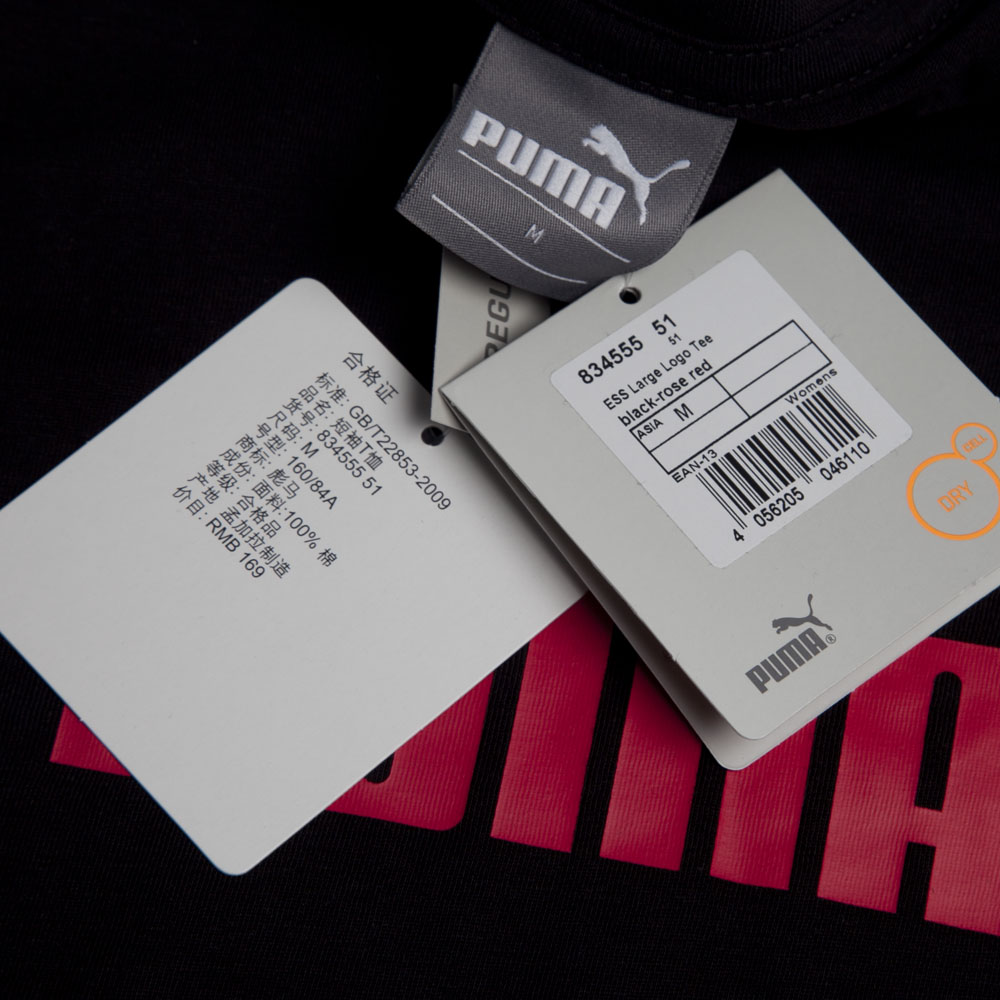 PUMA
M
REGU
合格证
标准: GB/T22853-2009
品名: 短袖T恤
货号: 834555 51
尺码: M
号型: 160/84A
商标: 彪马
成份: 面料:100% 棉
等级: 合格品
产地: 孟加拉制造
价目: RMB 169
834555 51
51
ESS Large Logo Tee
black-rose red
ASIA M
Womens
EAN-13
4 056205 046110
CELL
DRY
PUMA®
UMA